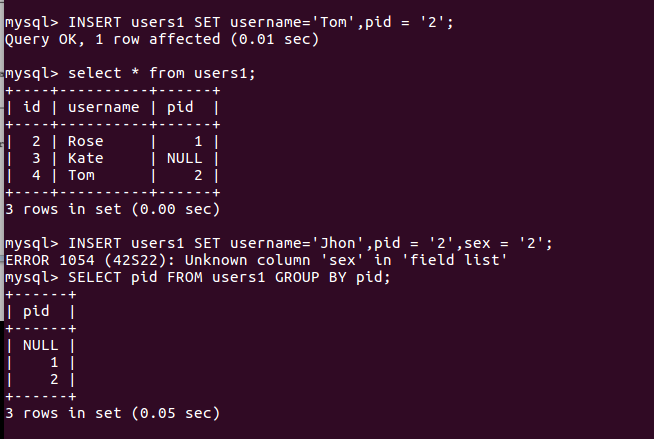 mysql> INSERT users1 SET username='Tom',pid = '2';
Query OK, 1 row affected (0.01 sec)
mysql> select * from users1;
+----+----------+------+
| id | username | pid  |
+----+----------+------+
|  2 | Rose     |    1 |
|  3 | Kate     | NULL |
|  4 | Tom      |    2 |
+----+----------+------+
3 rows in set (0.00 sec)
mysql> INSERT users1 SET username='Jhon',pid = '2',sex = '2';
ERROR 1054 (42S22): Unknown column 'sex' in 'field list'
mysql> SELECT pid FROM users1 GROUP BY pid;
+------+
| pid  |
+------+
| NULL |
|    1 |
|    2 |
+------+
3 rows in set (0.05 sec)